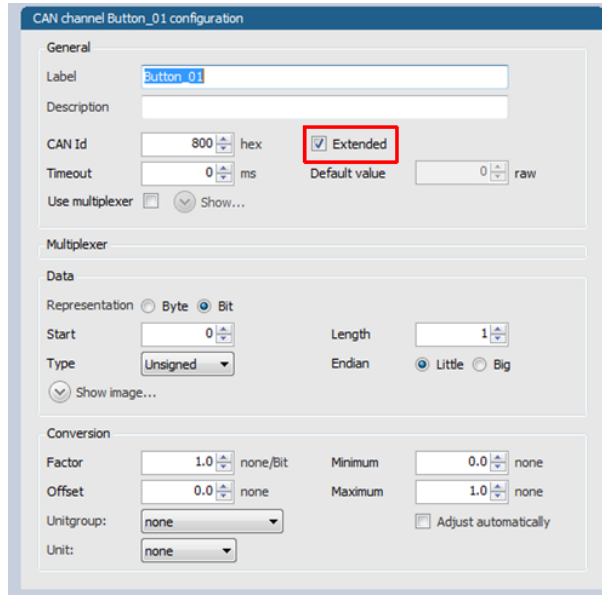 CAN channel Button_01 configuration
General
Label Button_01
Description
CAN Id 800 hex Extended
Timeout 0 ms Default value 0 raw
Use multiplexer Show...
Multiplexer
Data
Representation Byte Bit
Start 0 Length 1
Type Unsigned Endian Little Big
Show image...
Conversion
Factor 1.0 none/Bit Minimum 0.0 none
Offset 0.0 none Maximum 1.0 none
Unitgroup: none Adjust automatically
Unit: none